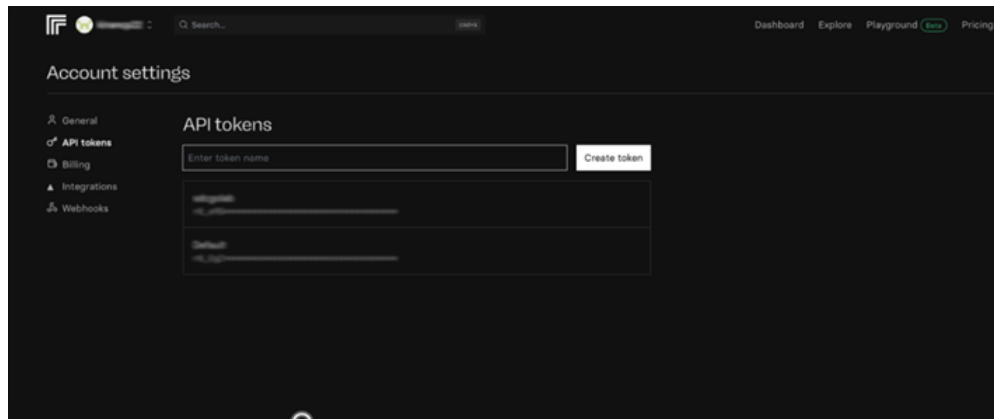 Search...
Dashboard Explore Playground Beta Pricing
Account settings
General
API tokens
Billing
Integrations
Webhooks
API tokens
Enter token name
Create token
Default